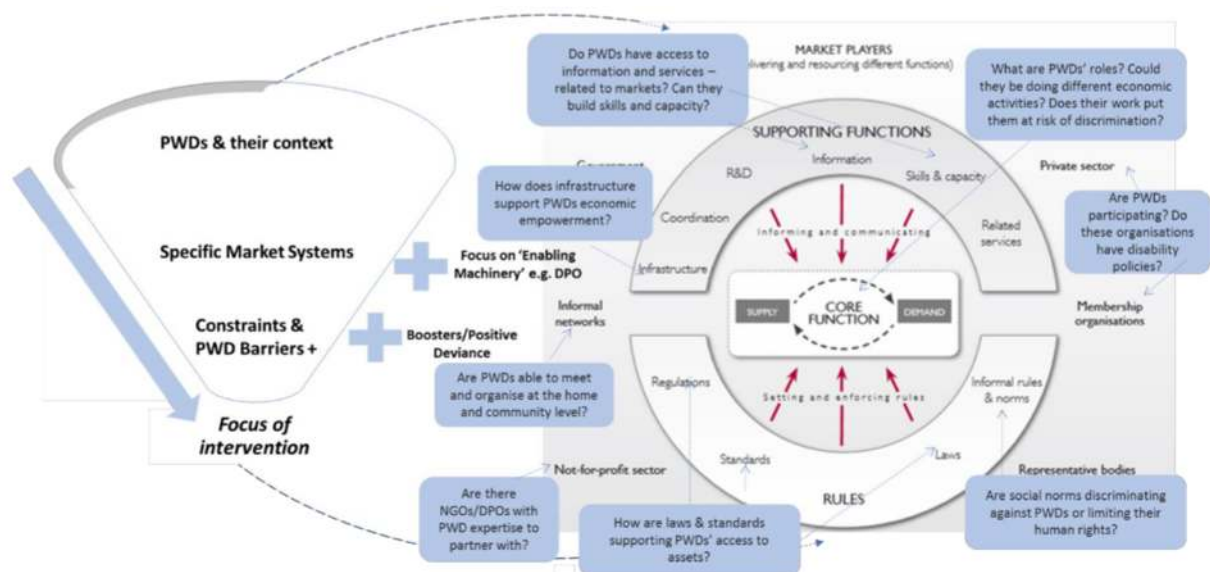 PWDs & their context
Specific Market Systems
Constraints &
PWD Barriers +
Focus of
intervention
Focus on 'Enabling
Machinery' e.g. DPO
Boosters/Positive
Deviance
MARKET PLAYERS
livering and resourcing different functions)
Do PWDs have access to
information and services –
related to markets? Can they
build skills and capacity?
What are PWDs' roles? Could
they be doing different economic
activities? Does their work put
them at risk of discrimination?
SUPPORTING FUNCTIONS
Information
R&D
Skills & capacity
Coordination
Related
services
Infrastructure
Private sector
How does infrastructure
support PWDs economic
empowerment?
Are PWDs
participating? Do
these organisations
have disability
policies?
Informing and communicating
SUPPLY
CORE
FUNCTION
DEMAND
Informal
networks
Membership
organisations
Are PWDs able to meet
and organise at the home
and community level?
Regulations
Setting and enforcing rules
Informal rules
& norms
Standards
Laws
RULES
Not-for-profit sector
Representative bodies
Are there
NGOs/DPOs with
PWD expertise to
partner with?
How are laws & standards
supporting PWDs' access to
assets?
Are social norms discriminating
against PWDs or limiting their
human rights?